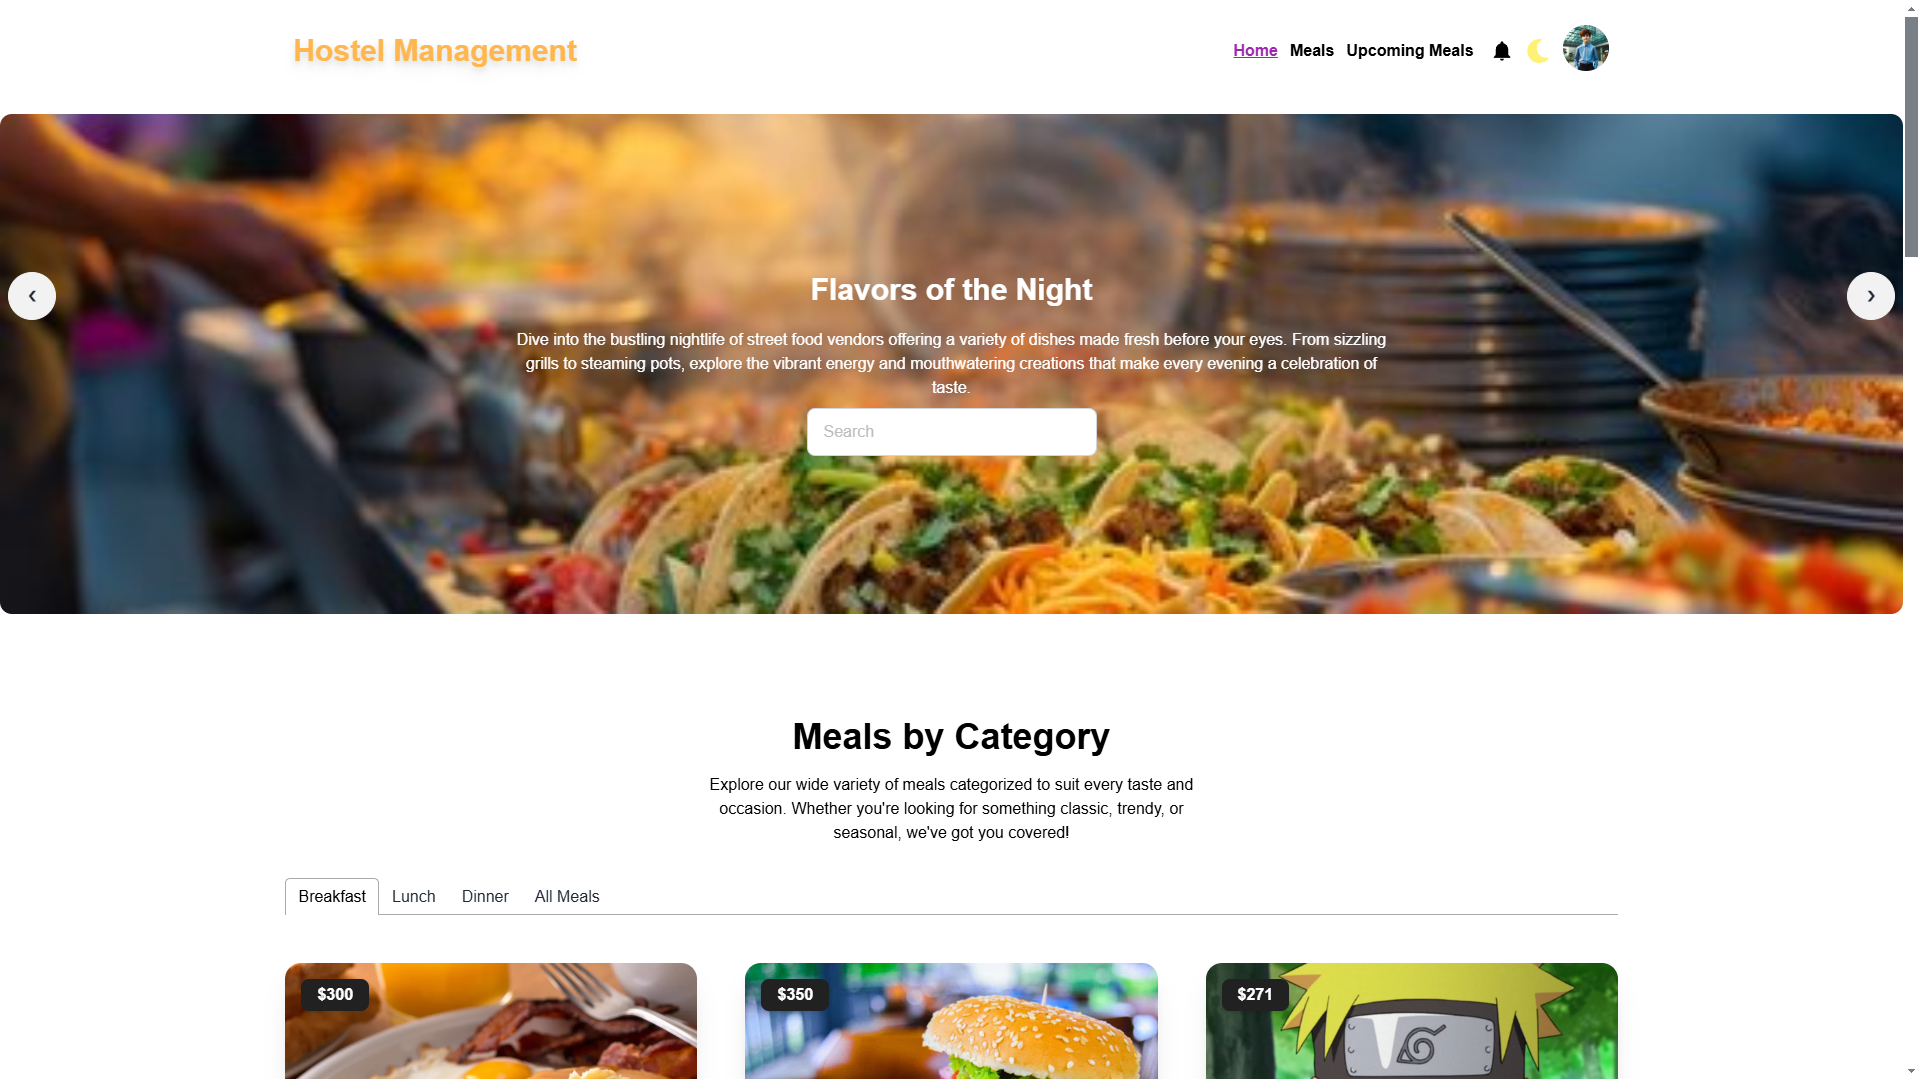 Hostel Management
Home Meals Upcoming Meals
Flavors of the Night
Dive into the bustling nightlife of street food vendors offering a variety of dishes made fresh before your eyes. From sizzling
grills to steaming pots, explore the vibrant energy and mouthwatering creations that make every evening a celebration of
taste.
Search
❮
❯
Meals by Category
Explore our wide variety of meals categorized to suit every taste and
occasion. Whether you're looking for something classic, trendy, or
seasonal, we've got you covered!
Breakfast Lunch Dinner All Meals
$300
$350
$271